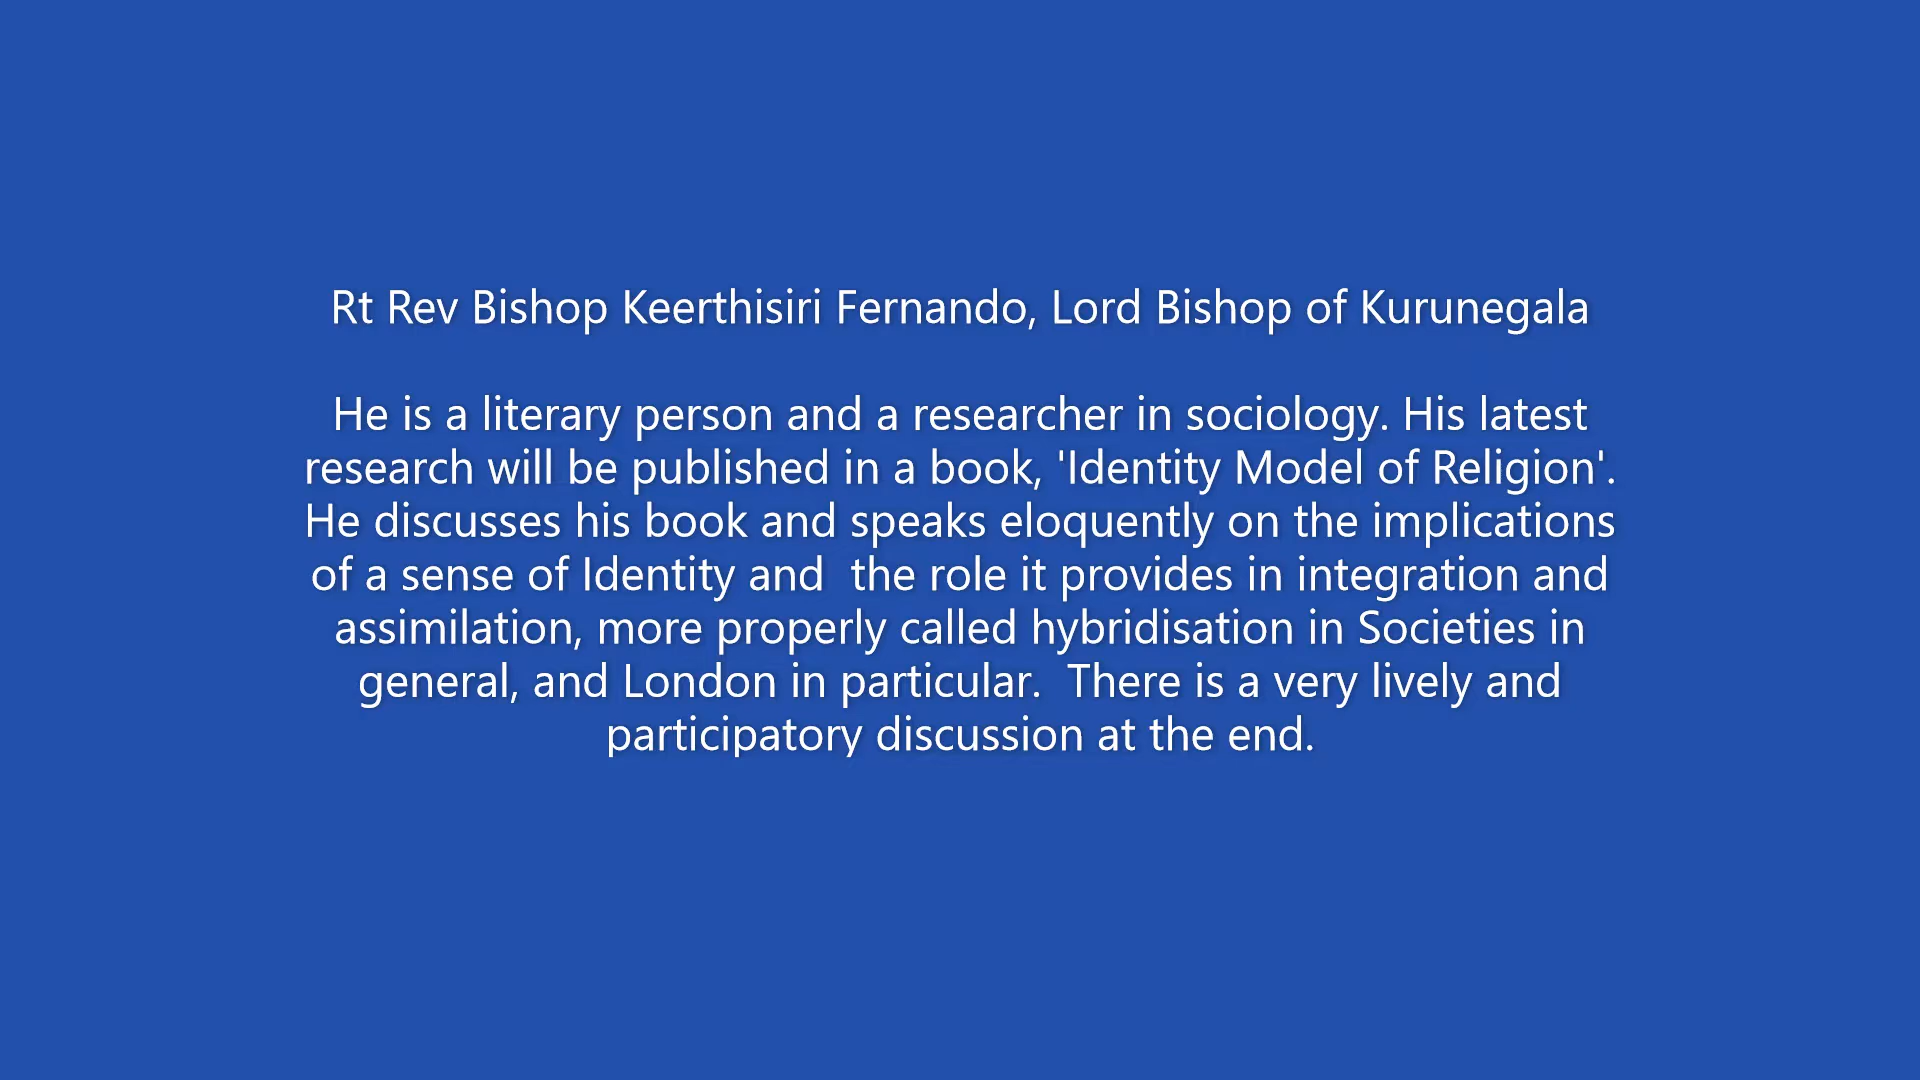 Rt Rev Bishop Keerthisiri Fernando, Lord Bishop of Kurunegala
He is a literary person and a researcher in sociology. His latest
research will be published in a book, 'Identity Model of Religion'.
He discusses his book and speaks eloquently on the implications
of a sense of Identity and  the role it provides in integration and
assimilation, more properly called hybridisation in Societies in
general, and London in particular.  There is a very lively and
participatory discussion at the end.